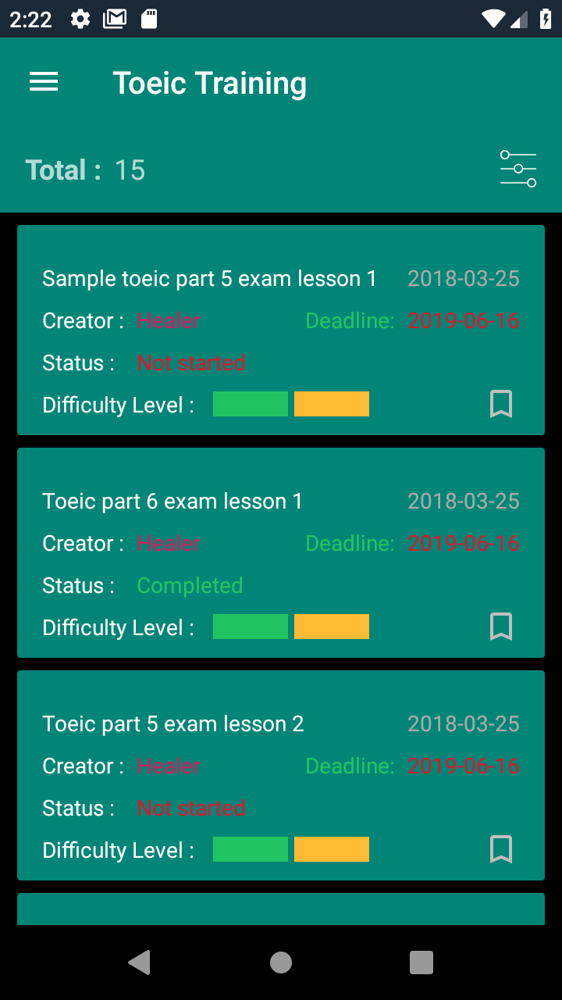 2:22
Toeic Training
Total : 15
Sample toeic part 5 exam lesson 1 2018-03-25
Creator : Healer Deadline: 2019-06-16
Status : Not started
Difficulty Level :
Toeic part 6 exam lesson 1 2018-03-25
Creator : Healer Deadline: 2019-06-16
Status : Completed
Difficulty Level :
Toeic part 5 exam lesson 2 2018-03-25
Creator : Healer Deadline: 2019-06-16
Status : Not started
Difficulty Level :